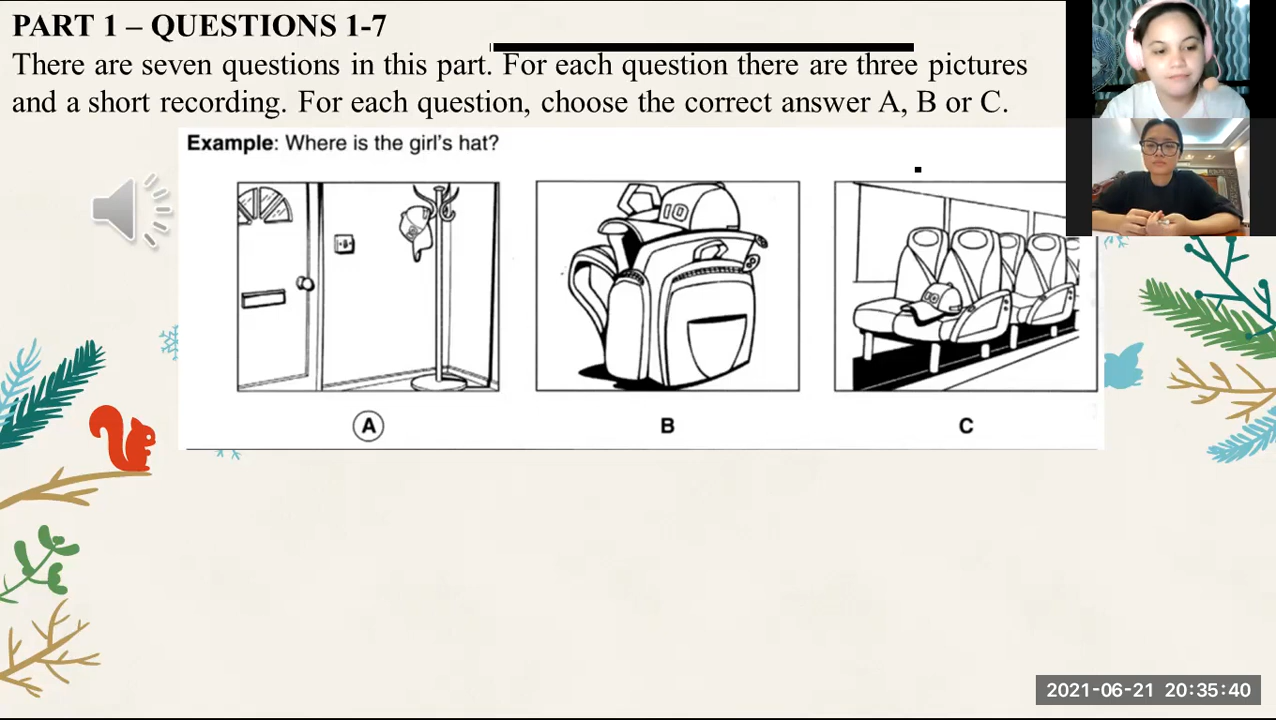 PART 1 – QUESTIONS 1-7
There are seven questions in this part. For each question there are three pictures
and a short recording. For each question, choose the correct answer A, B or C.
Example: Where is the girl's hat?
10
10
A
B
C
2021-06-21 20:35:40